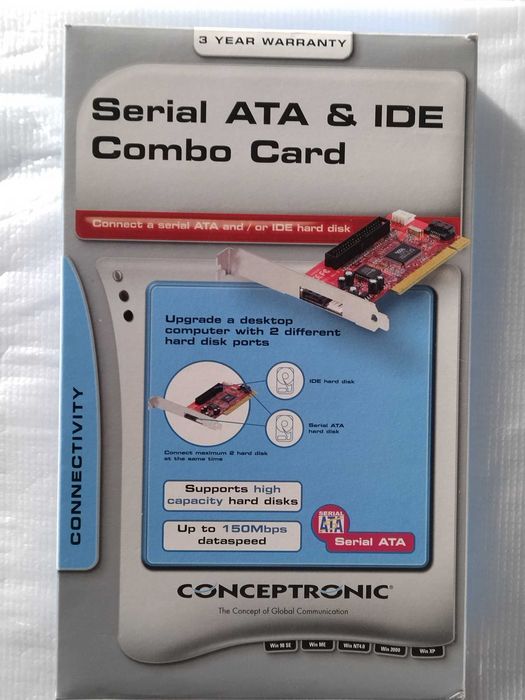 3 YEAR WARRANTY
Serial ATA & IDE
Combo Card
Connect a serial ATA and / or IDE hard disk
CONNECTIVITY
Upgrade a desktop
computer with 2 different
hard disk ports
IDE hard disk
Serial ATA
hard disk
Connect maximum 2 hard disk
at the same time
Supports high
capacity hard disks
Up to 150Mbps
dataspeed
SERIAL
ATA
Serial ATA
CONCEPTRONIC®
The Concept of Global Communication
Win 98 SE
Win ME
Win NT4.0
Win 2000
Win XP